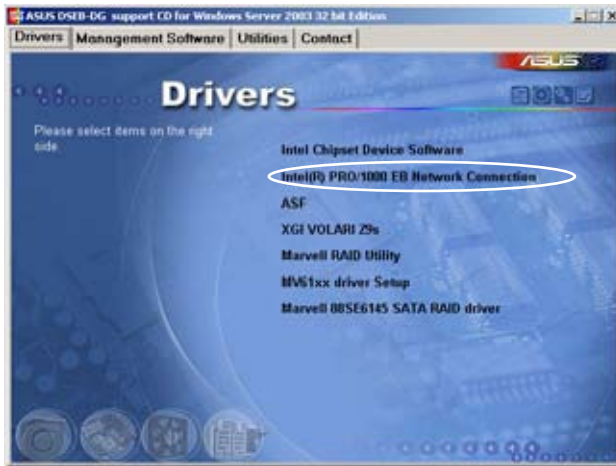 ASUS DSEB-DG support CD for Windows Server 2003 32 bit Edition
Drivers Management Software Utilities Contact
ASUS
Drivers
Please select items on the right side.
Intel Chipset Device Software
Intel(R) PRO/1000 EB Network Connection
ASF
XGI VOLARI Z9s
Marvell RAID Utility
MV61xx driver Setup
Marvell 88SE6145 SATA RAID driver